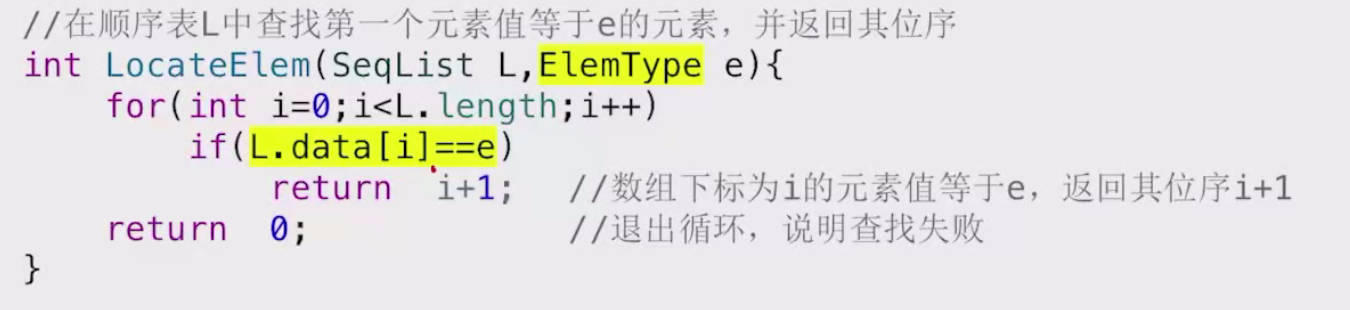 //在顺序表L中查找第一个元素值等于e的元素，并返回其位序
int LocateElem(SeqList L,ElemType e){
    for(int i=0;i<L.length;i++)
        if(L.data[i]==e)
            return  i+1;   //数组下标为i的元素值等于e，返回其位序i+1
    return  0;             //退出循环，说明查找失败
}